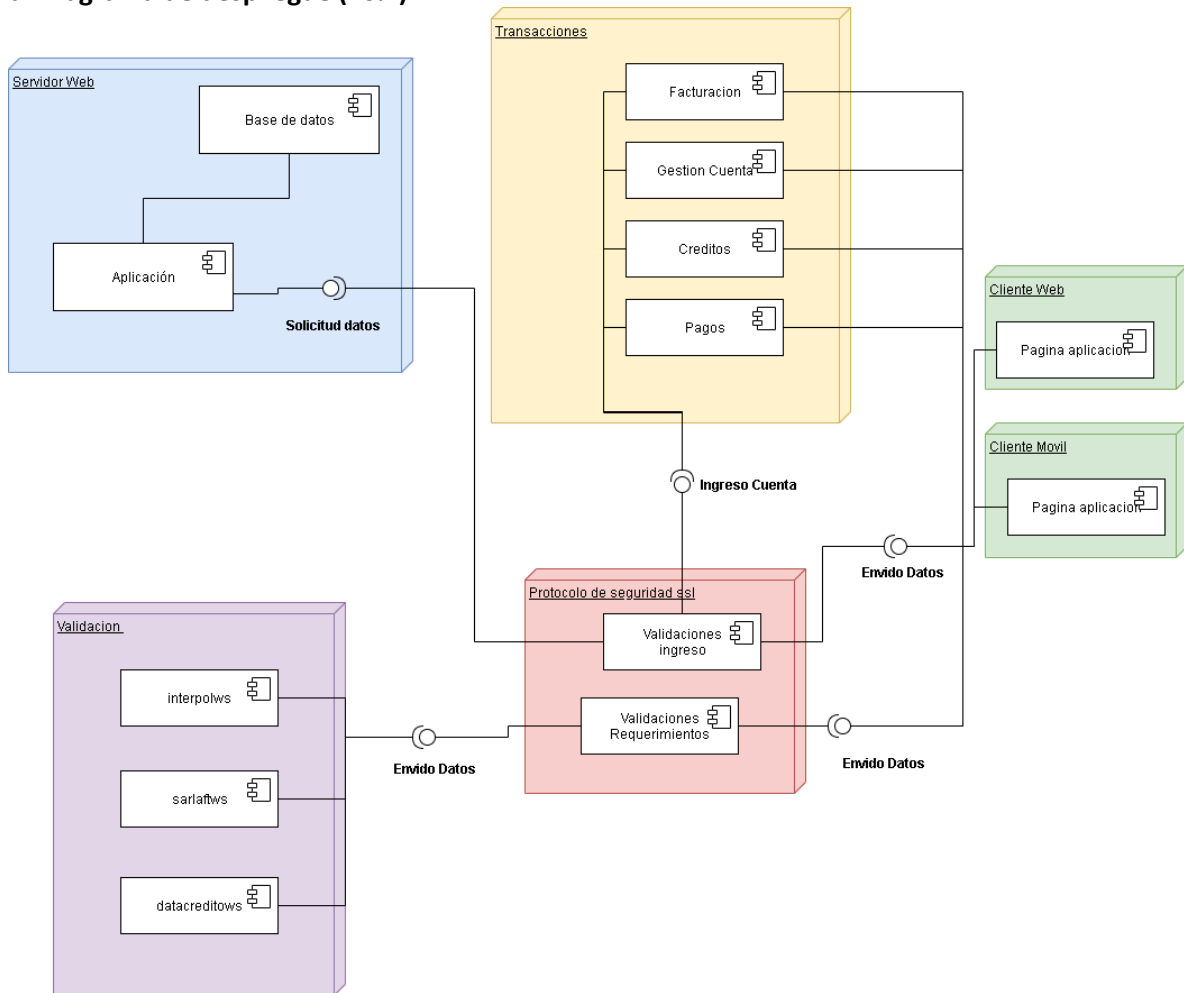 Transacciones
Servidor Web
Base de datos
Aplicación
Solicitud datos
Facturacion
Gestion Cuenta
Creditos
Pagos
Cliente Web
Pagina aplicacion
Cliente Movil
Pagina aplicacion
Ingreso Cuenta
Envido Datos
Protocolo de seguridad ssl
Validaciones
ingreso
Validaciones
Requerimientos
Envido Datos
Validacion
interpolws
sarlaftws
datacreditows
Envido Datos